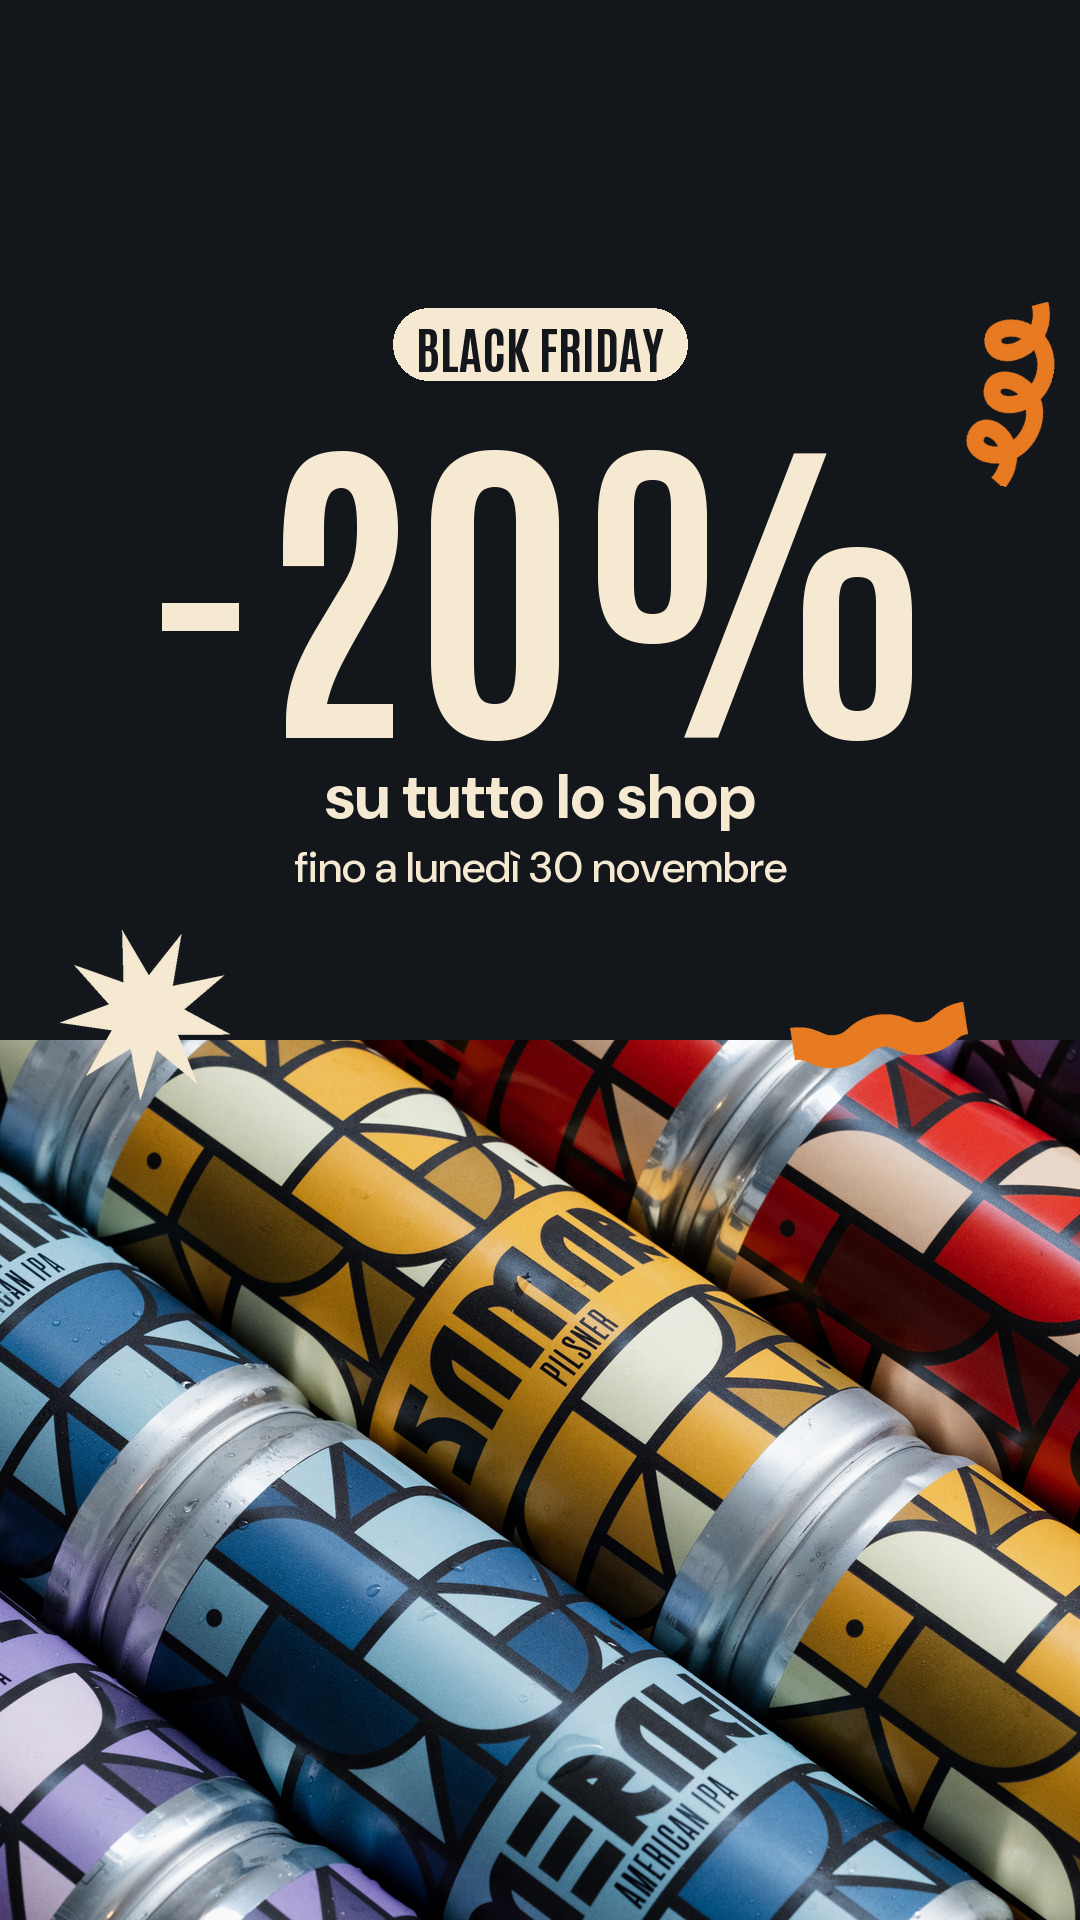 BLACK FRIDAY
-20%
su tutto lo shop
fino a lunedì 30 novembre
PILSNER
AMERICAN IPA